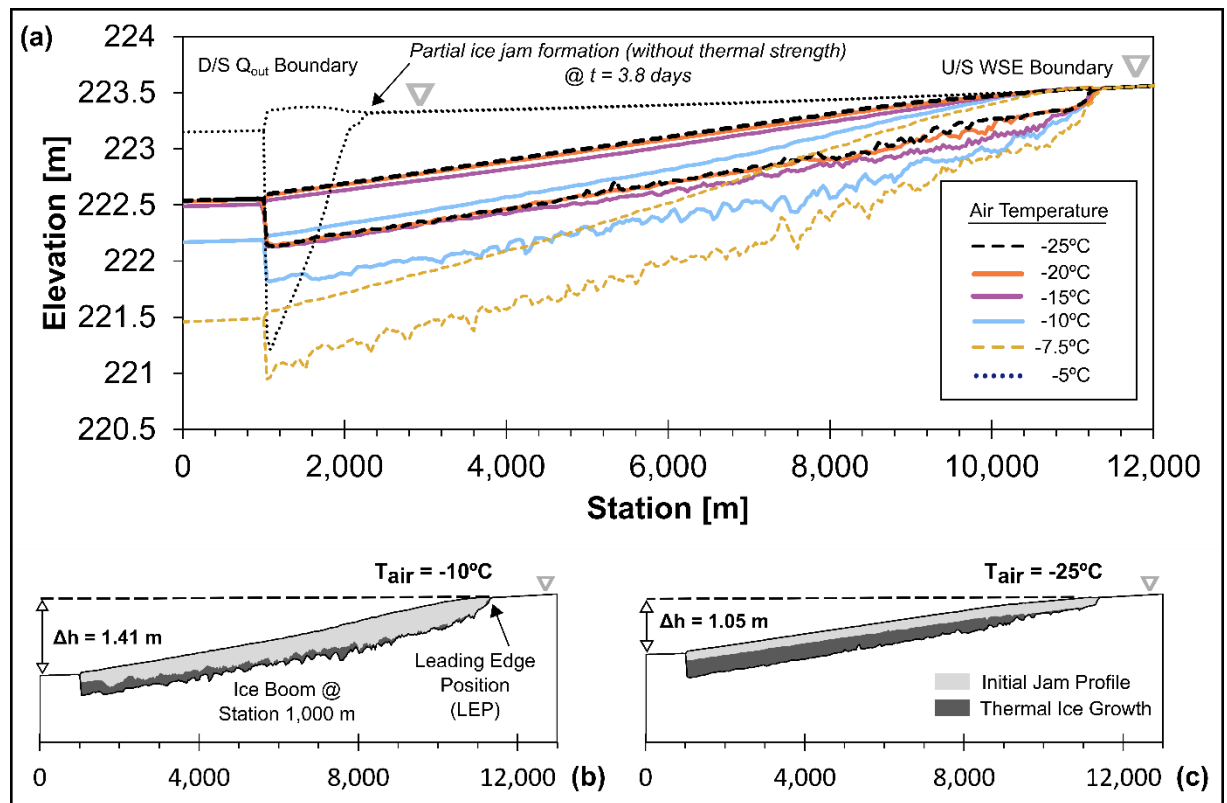 (a)
224
223.5
223
222.5
222
221.5
221
220.5
Elevation [m]
D/S Qout Boundary
Partial ice jam formation (without thermal strength)
@ t = 3.8 days
U/S WSE Boundary
Air Temperature
-25ºC
-20ºC
-15ºC
-10ºC
-7.5ºC
-5ºC
0
2,000
4,000
6,000
8,000
10,000
12,000
Station [m]
Tair = -10ºC
Δh = 1.41 m
Ice Boom @
Station 1,000 m
Leading Edge
Position
(LEP)
0
4,000
8,000
12,000
(b)
Tair = -25ºC
Δh = 1.05 m
Initial Jam Profile
Thermal Ice Growth
0
4,000
8,000
12,000
(c)